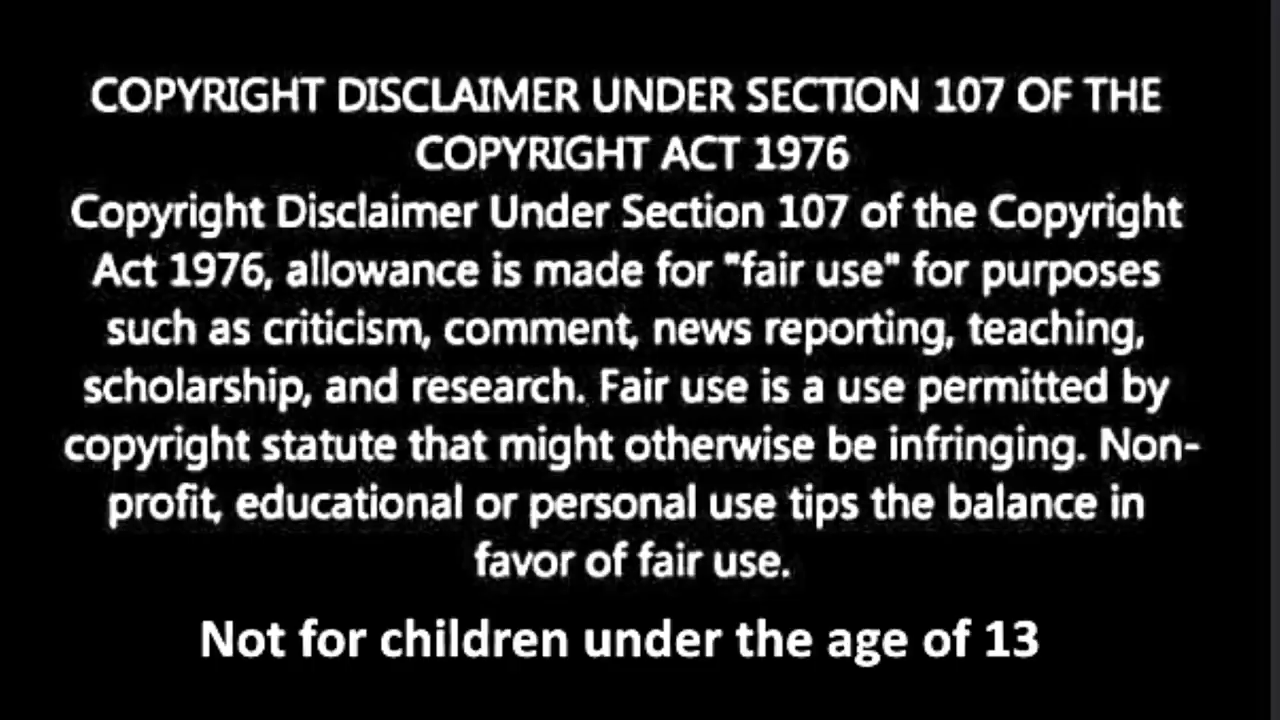 COPYRIGHT DISCLAIMER UNDER SECTION 107 OF THE
COPYRIGHT ACT 1976
Copyright Disclaimer Under Section 107 of the Copyright
Act 1976, allowance is made for "fair use" for purposes
such as criticism, comment, news reporting, teaching,
scholarship, and research. Fair use is a use permitted by
copyright statute that might otherwise be infringing. Non-
profit, educational or personal use tips the balance in
favor of fair use.
Not for children under the age of 13